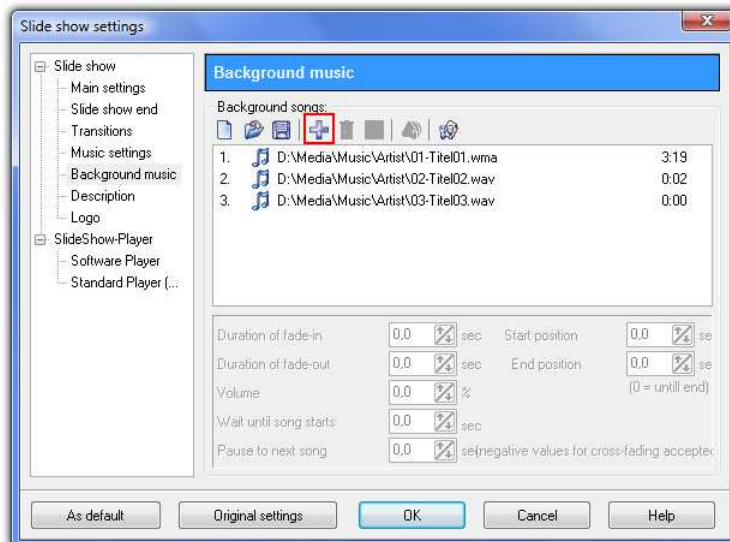 Slide show settings
Slide show
Main settings
Slide show end
Transitions
Music settings
Background music
Description
Logo
SlideShow-Player
Software Player
Standard Player (...
Background music
Background songs:
1. D:\Media\Music\Artist\01-Titel01.wma 3:19
2. D:\Media\Music\Artist\02-Titel02.wav 0:02
3. D:\Media\Music\Artist\03-Titel03.wav 0:00
Duration of fade-in 0,0 sec Start position 0,0 se
Duration of fade-out 0,0 sec End position 0,0 se
Volume 0,0 % (0 = untill end)
Wait until song starts 0,0 sec
Pause to next song 0,0 se(negative values for cross-fading accepted
As default Original settings OK Cancel Help